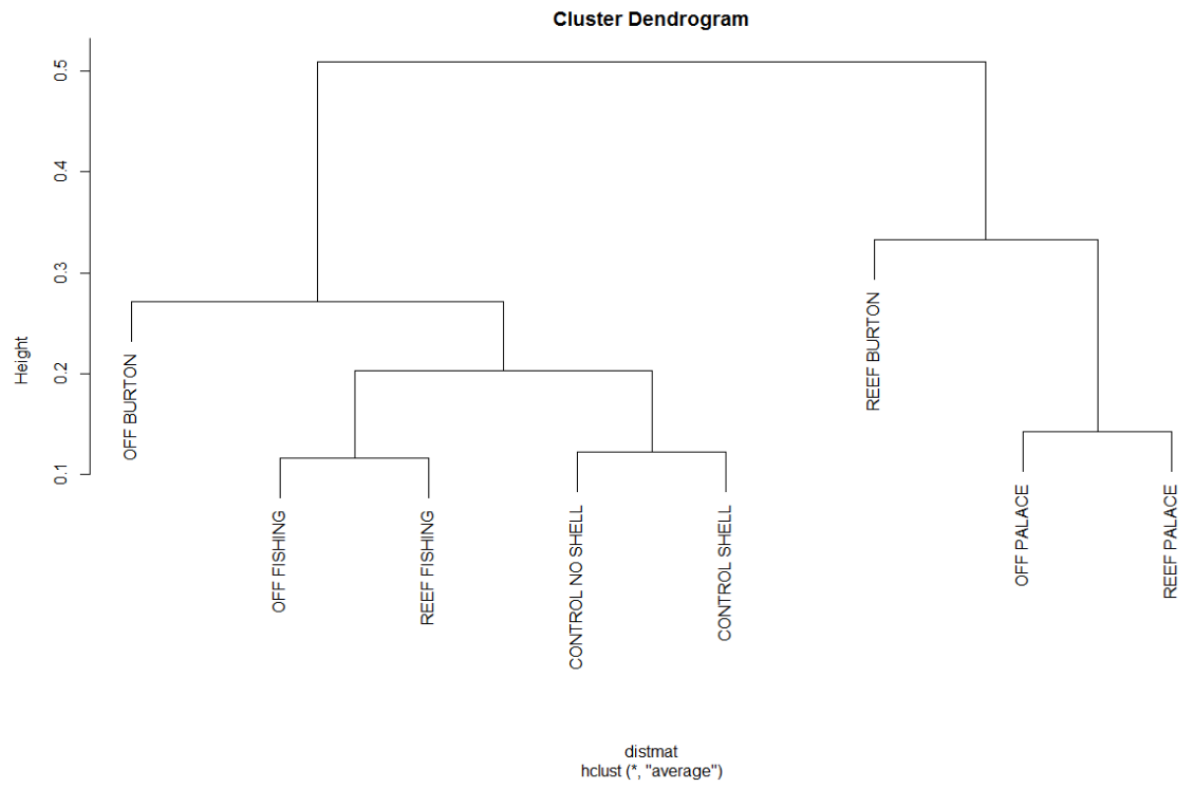 Cluster Dendrogram
Height
0.5
0.4
0.3
0.2
0.1
OFF BURTON
OFF FISHING
REEF FISHING
CONTROL NO SHELL
CONTROL SHELL
REEF BURTON
OFF PALACE
REEF PALACE
distmat
hclust (*, "average")